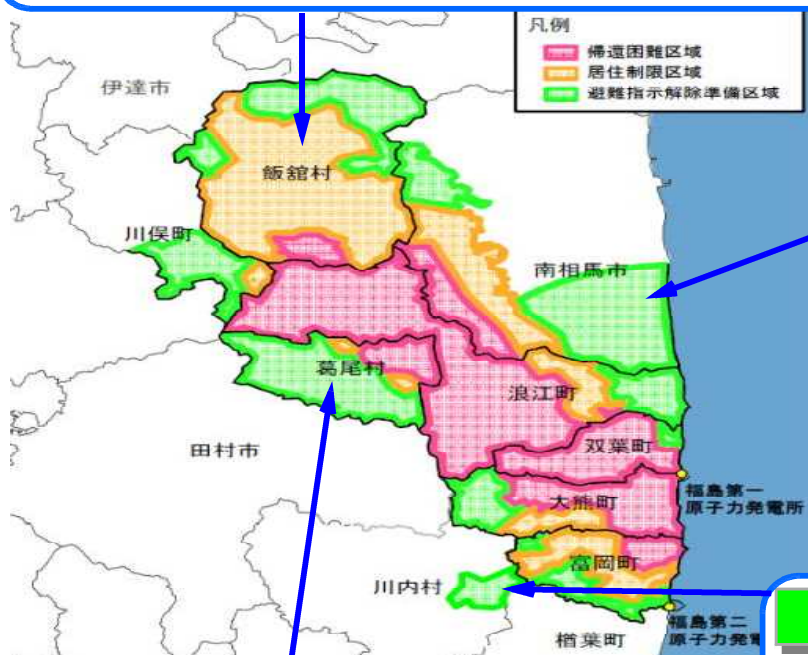 凡例
帰還困難区域
居住制限区域
避難指示解除準備区域
伊達市
飯舘村
川俣町
南相馬市
葛尾村
浪江町
田村市
双葉町
福島第一
原子力発電所
大熊町
富岡町
川内村
福島第二
原子力発電
楢葉町